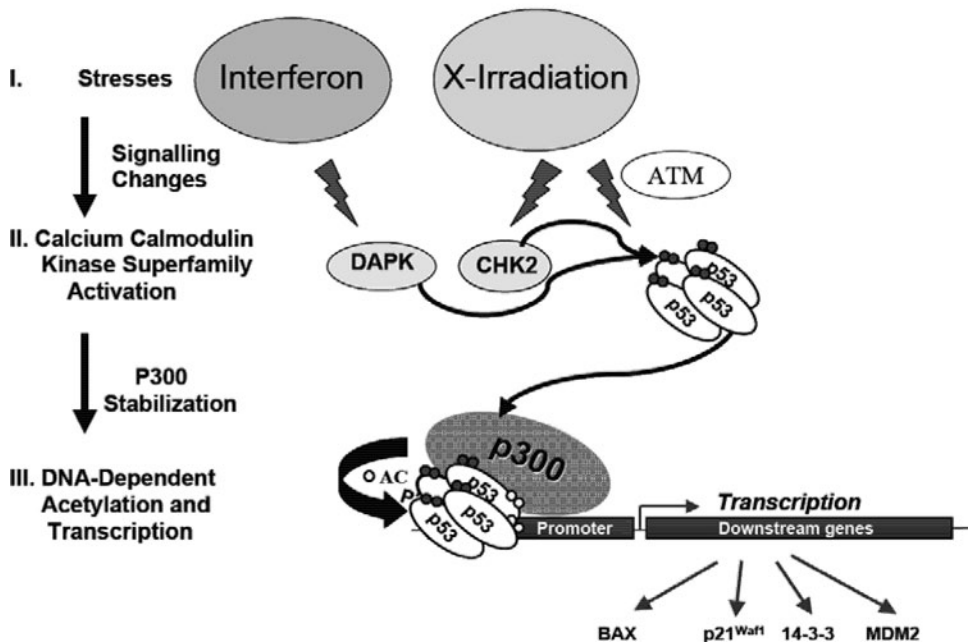 Interferon
X-Irradiation
I. Stresses
Signalling
Changes
ATM
II. Calcium Calmodulin
Kinase Superfamily
Activation
DAPK
CHK2
p53
p53
p53
P300
Stabilization
p300
III. DNA-Dependent
Acetylation and
Transcription
AC
p53
p53
p53
Transcription
Promoter
Downstream genes
BAX
p21Waf1
14-3-3
MDM2